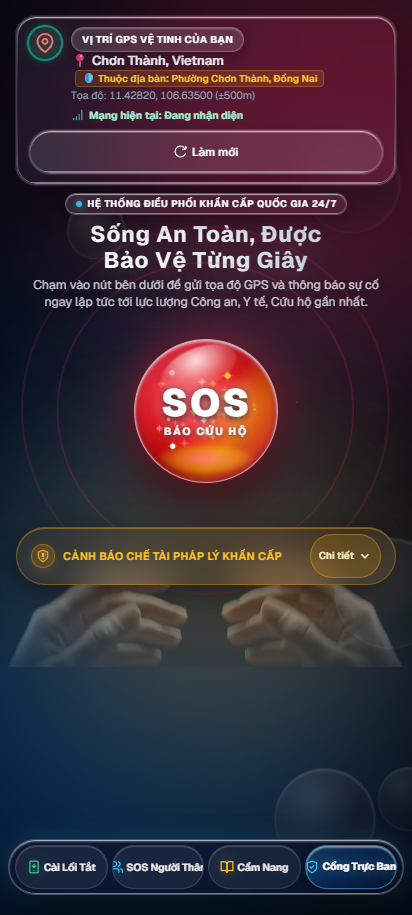 VỊ TRÍ GPS VỆ TINH CỦA BẠN
Chơn Thành, Vietnam
Thuộc địa bàn: Phường Chơn Thành, Đồng Nai
Tọa độ: 11.42820, 106.63500 (±500m)
Mạng hiện tại: Đang nhận diện
Làm mới
HỆ THỐNG ĐIỀU PHỐI KHẨN CẤP QUỐC GIA 24/7
Sống An Toàn, Được
Bảo Vệ Từng Giây
Chạm vào nút bên dưới để gửi tọa độ GPS và thông báo sự cố
ngay lập tức tới lực lượng Công an, Y tế, Cứu hộ gần nhất.
SOS
BÁO CỨU HỘ
CẢNH BÁO CHẾ TÀI PHÁP LÝ KHẨN CẤP
Chi tiết
Cài Lối Tắt
SOS Người Thân
Cẩm Nang
Cổng Trực Ban